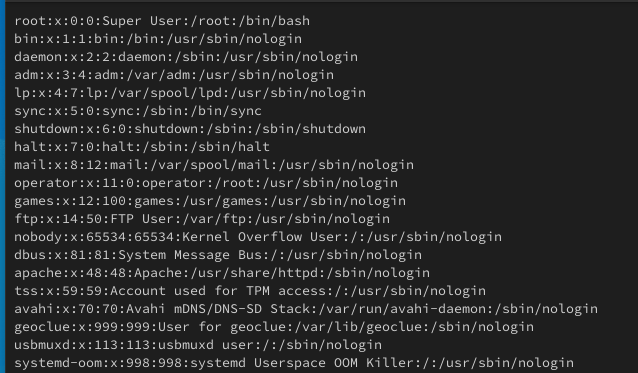 root:x:0:0:Super User:/root:/bin/bash
bin:x:1:1:bin:/bin:/usr/sbin/nologin
daemon:x:2:2:daemon:/sbin:/usr/sbin/nologin
adm:x:3:4:adm:/var/adm:/usr/sbin/nologin
lp:x:4:7:lp:/var/spool/lpd:/usr/sbin/nologin
sync:x:5:0:sync:/sbin:/bin/sync
shutdown:x:6:0:shutdown:/sbin:/sbin/shutdown
halt:x:7:0:halt:/sbin:/sbin/halt
mail:x:8:12:mail:/var/spool/mail:/usr/sbin/nologin
operator:x:11:0:operator:/root:/usr/sbin/nologin
games:x:12:100:games:/usr/games:/usr/sbin/nologin
ftp:x:14:50:FTP User:/var/ftp:/usr/sbin/nologin
nobody:x:65534:65534:Kernel Overflow User:/:/usr/sbin/nologin
dbus:x:81:81:System Message Bus:/:/usr/sbin/nologin
apache:x:48:48:Apache:/usr/share/httpd:/sbin/nologin
tss:x:59:59:Account used for TPM access:/:/usr/sbin/nologin
avahi:x:70:70:Avahi mDNS/DNS-SD Stack:/var/run/avahi-daemon:/sbin/nologin
geoclue:x:999:999:User for geoclue:/var/lib/geoclue:/sbin/nologin
usbmuxd:x:113:113:usbmuxd user:/:/sbin/nologin
systemd-oom:x:998:998:systemd Userspace OOM Killer:/:/usr/sbin/nologin